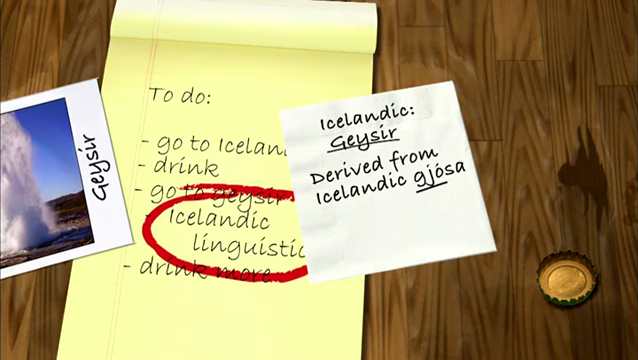 To do:
- go to Icelan
- drink
- go to geysir
- Icelandic
linguistic
- drink more
Geysir
Icelandic:
Geysir
Derived from
Icelandic gjósa